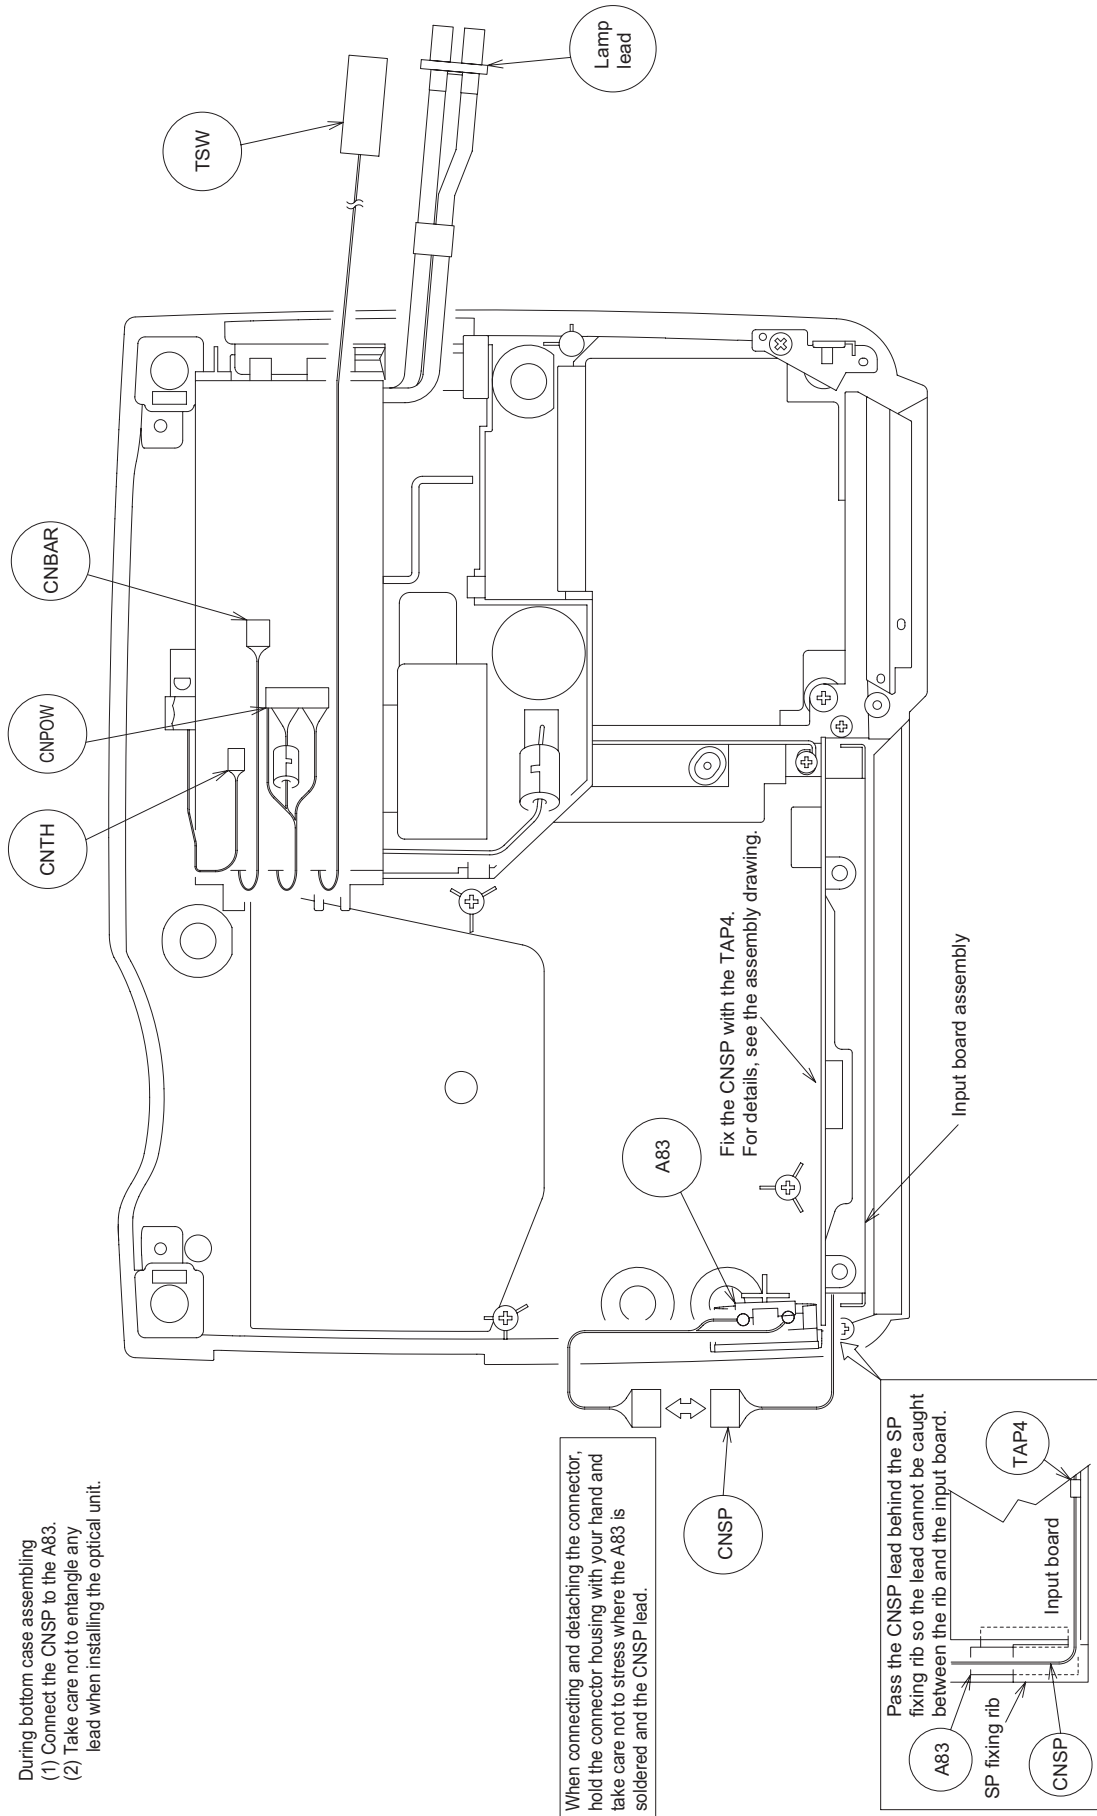 During bottom case assembling
(1) Connect the CNSP to the A83.
(2) Take care not to entangle any
lead when installing the optical unit.
CNTH
CNPOW
CNBAR
TSW
Lamp
lead
When connecting and detaching the connector,
hold the connector housing with your hand and
take care not to stress where the A83 is
soldered and the CNSP lead.
CNSP
A83
Fix the CNSP with the TAP4.
For details, see the assembly drawing.
Input board assembly
Pass the CNSP lead behind the SP
fixing rib so the lead cannot be caught
between the rib and the input board.
A83
SP fixing rib
CNSP
Input board
TAP4